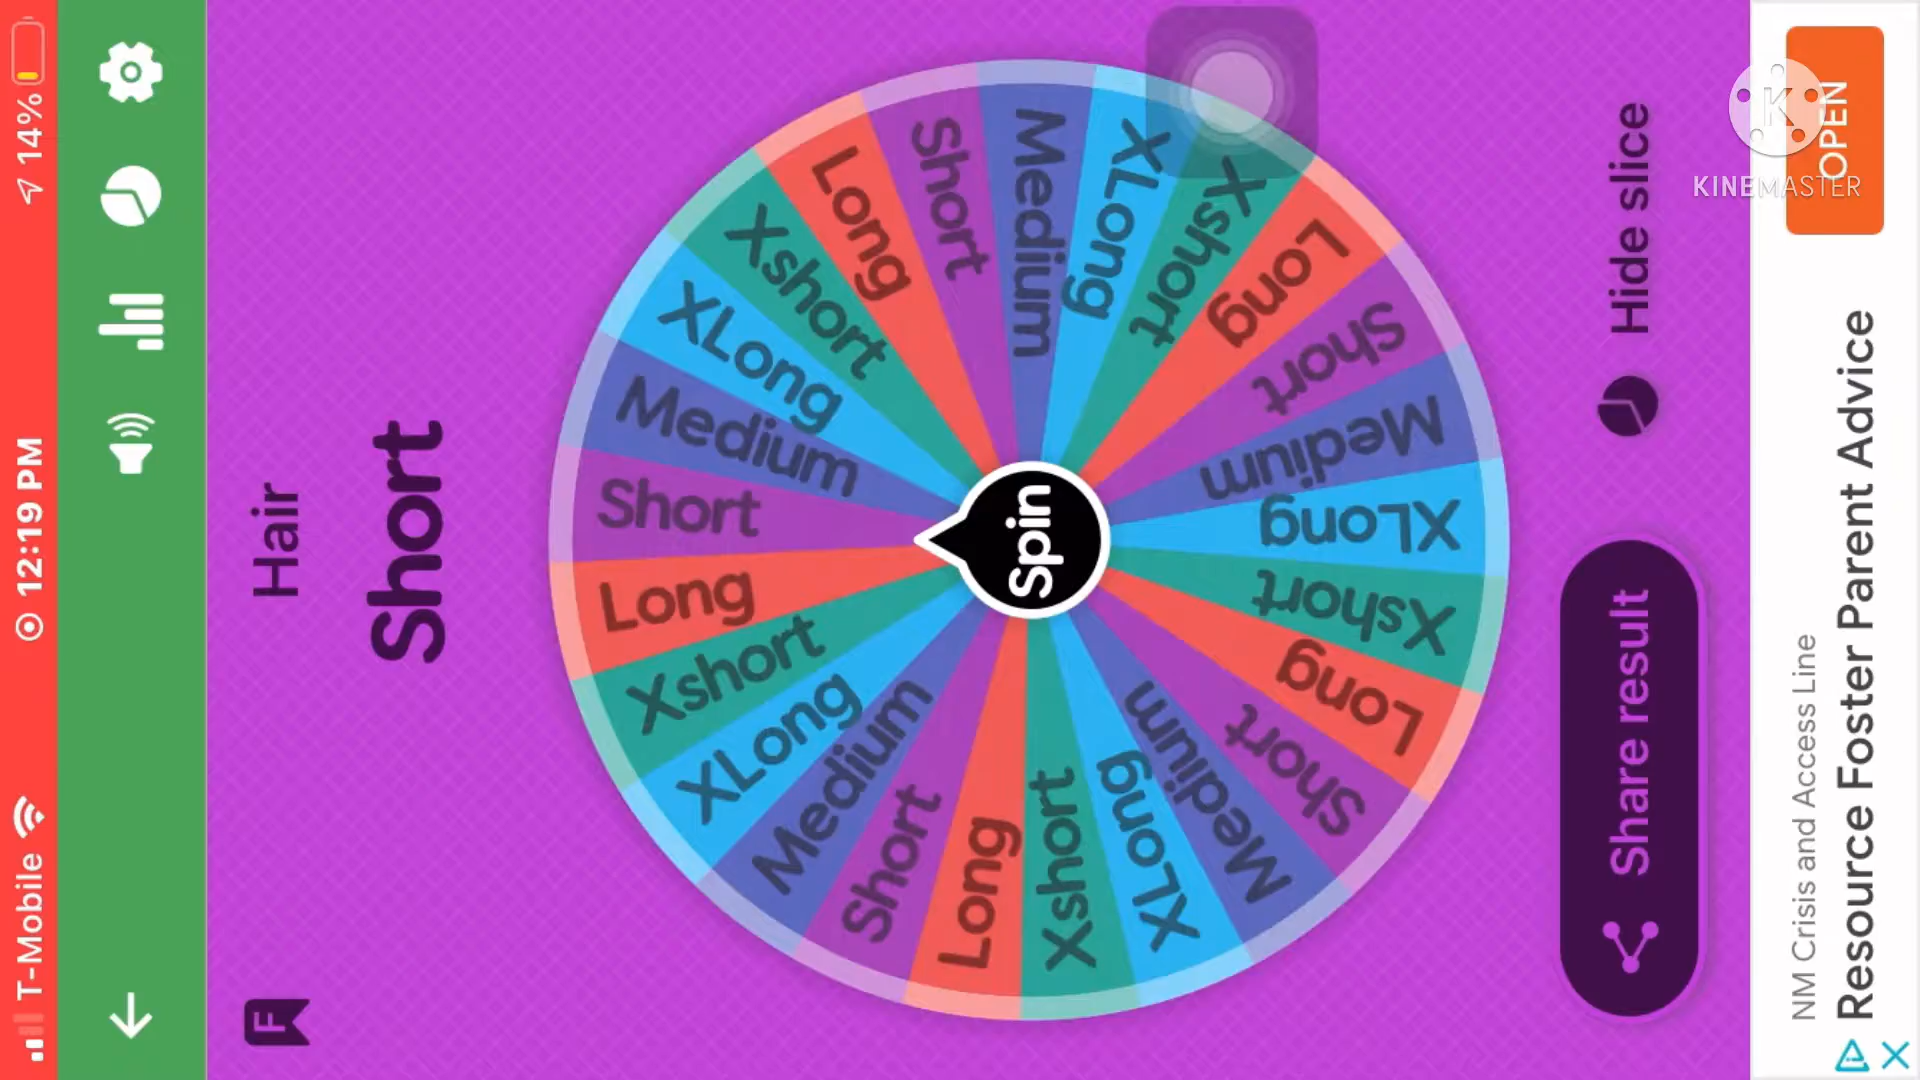 T-Mobile
12:19 PM
14%
F
Hair
Short
Short
Medium
XLong
Xshort
Long
Short
Medium
XLong
Xshort
Long
Short
Medium
XLong
Xshort
Long
Short
Medium
XLong
Xshort
Long
Short
Medium
XLong
Xshort
Long
Spin
Share result
Hide slice
NM Crisis and Access Line
Resource Foster Parent Advice
OPEN
K
KINEMASTER